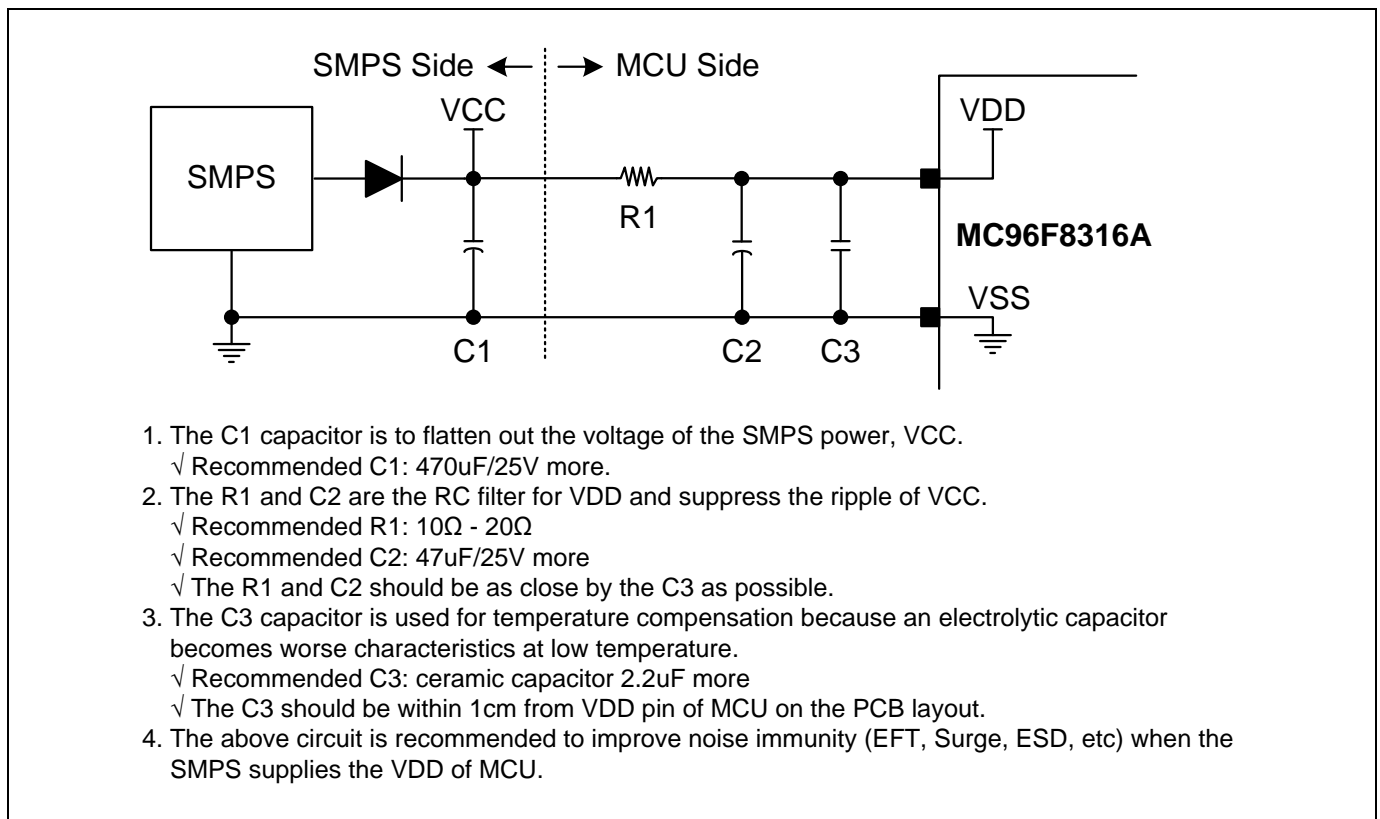 SMPS Side MCU Side
VCC
VDD
SMPS
R1
MC96F8316A
VSS
C1
C2
C3
1. The C1 capacitor is to flatten out the voltage of the SMPS power, VCC.
√ Recommended C1: 470uF/25V more.
2. The R1 and C2 are the RC filter for VDD and suppress the ripple of VCC.
√ Recommended R1: 10Ω - 20Ω
√ Recommended C2: 47uF/25V more
√ The R1 and C2 should be as close by the C3 as possible.
3. The C3 capacitor is used for temperature compensation because an electrolytic capacitor
becomes worse characteristics at low temperature.
√ Recommended C3: ceramic capacitor 2.2uF more
√ The C3 should be within 1cm from VDD pin of MCU on the PCB layout.
4. The above circuit is recommended to improve noise immunity (EFT, Surge, ESD, etc) when the
SMPS supplies the VDD of MCU.